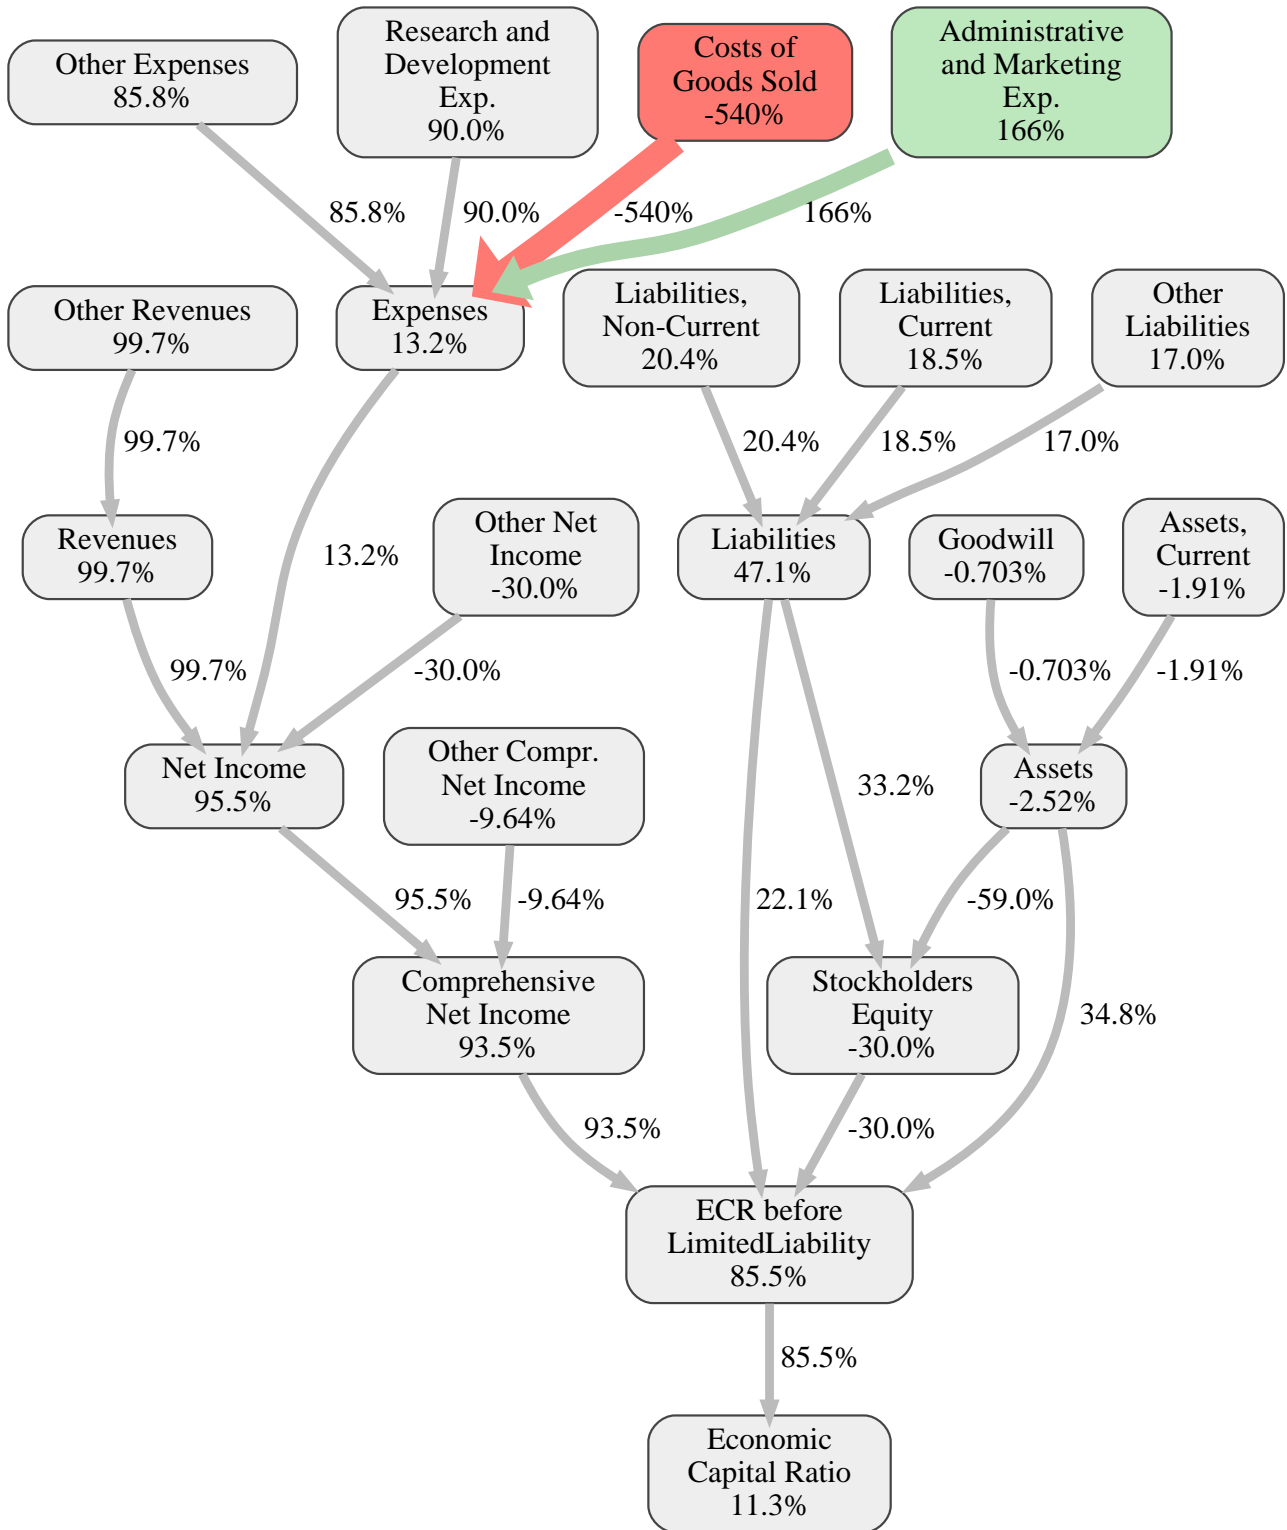 Other Expenses
85.8%
Research and
Development
Exp.
90.0%
Costs of
Goods Sold
-540%
Administrative
and Marketing
Exp.
166%
85.8%
90.0%
-540%
166%
Other Revenues
99.7%
Expenses
13.2%
Liabilities,
Non-Current
20.4%
Liabilities,
Current
18.5%
Other
Liabilities
17.0%
99.7%
20.4%
18.5%
17.0%
Revenues
99.7%
13.2%
Other Net
Income
-30.0%
Liabilities
47.1%
Goodwill
-0.703%
Assets,
Current
-1.91%
99.7%
-30.0%
-0.703%
-1.91%
Net Income
95.5%
Other Compr.
Net Income
-9.64%
33.2%
Assets
-2.52%
95.5%
-9.64%
22.1%
-59.0%
Comprehensive
Net Income
93.5%
Stockholders
Equity
-30.0%
34.8%
93.5%
-30.0%
ECR before
LimitedLiability
85.5%
85.5%
Economic
Capital Ratio
11.3%